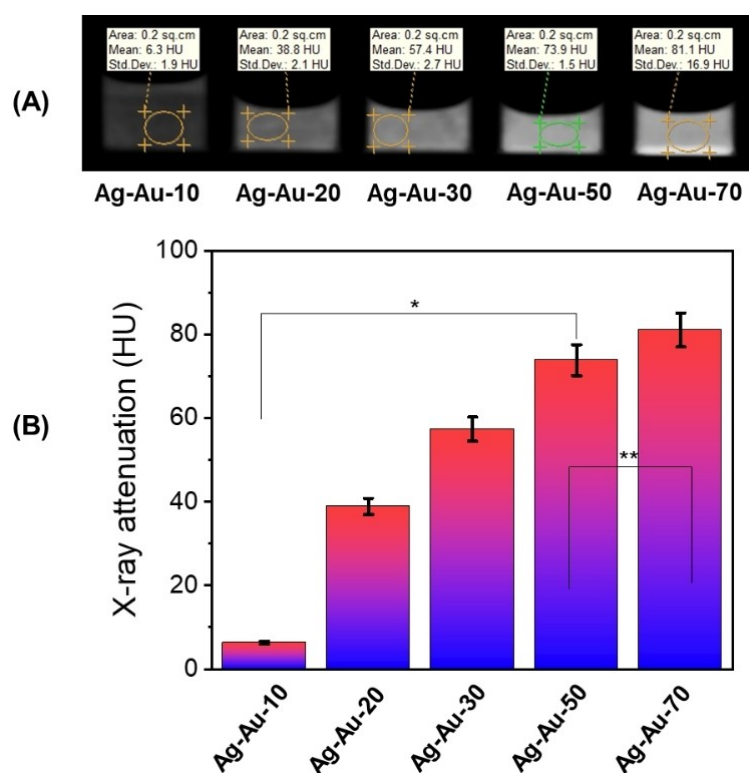 Area: 0.2 sq.cm
Mean: 6.3 HU
Std.Dev.: 1.9 HU
Area: 0.2 sq.cm
Mean: 38.8 HU
Std.Dev.: 2.1 HU
Area: 0.2 sq.cm
Mean: 57.4 HU
Std.Dev.: 2.7 HU
Area: 0.2 sq.cm
Mean: 73.9 HU
Std.Dev.: 1.5 HU
Area: 0.2 sq.cm
Mean: 81.1 HU
Std.Dev.: 16.9 HU
(A)
Ag-Au-10
Ag-Au-20
Ag-Au-30
Ag-Au-50
Ag-Au-70
(B)
X-ray attenuation (HU)
100
80
60
40
20
0
*
**
Ag-Au-10
Ag-Au-20
Ag-Au-30
Ag-Au-50
Ag-Au-70